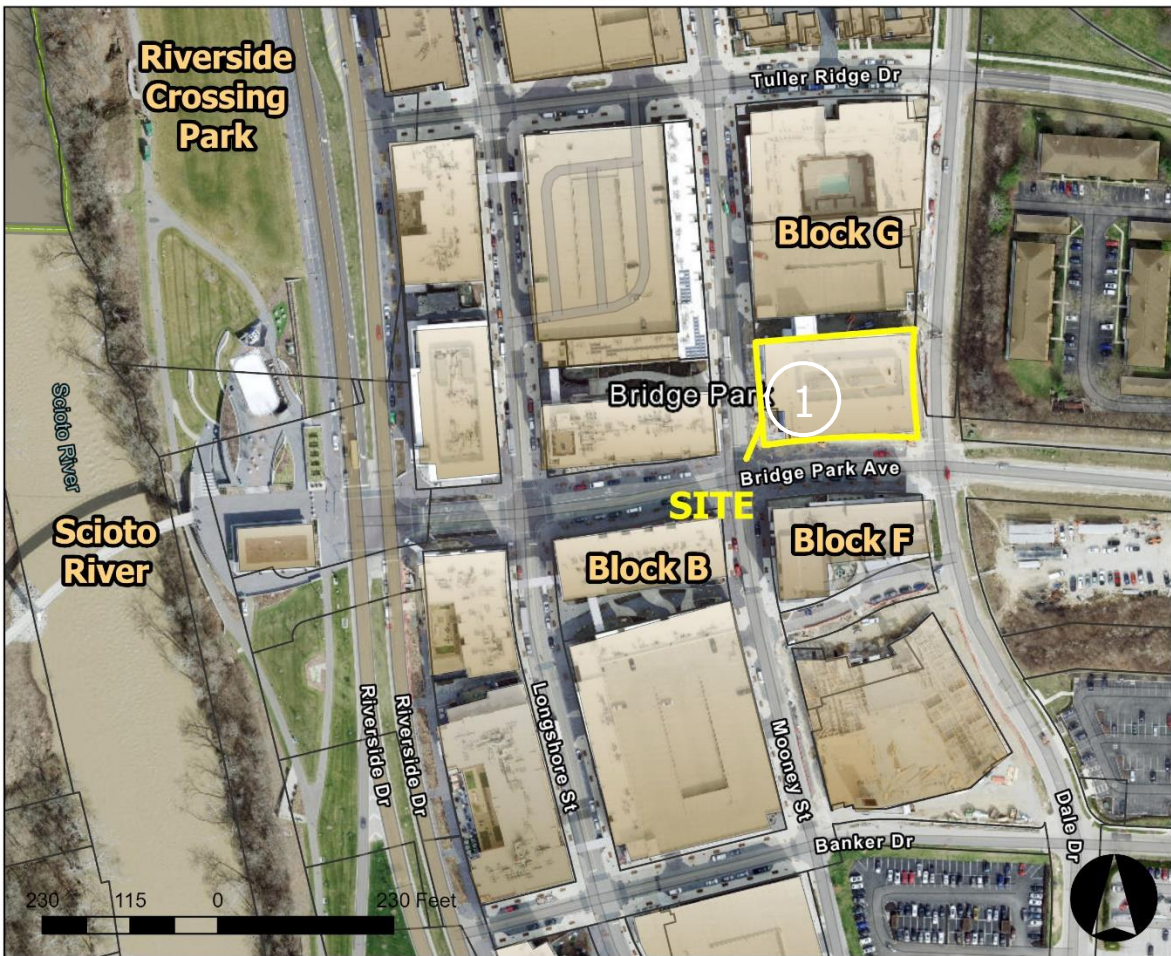 Riverside
Crossing
Park
Tuller Ridge Dr
Block G
Bridge Park
1
Scioto River
Bridge Park Ave
SITE
Scioto
River
Block B
Block F
Riverside Dr
Riverside Dr
Longshore St
Mooney St
Dale Dr
Banker Dr
230 115 0 230 Feet